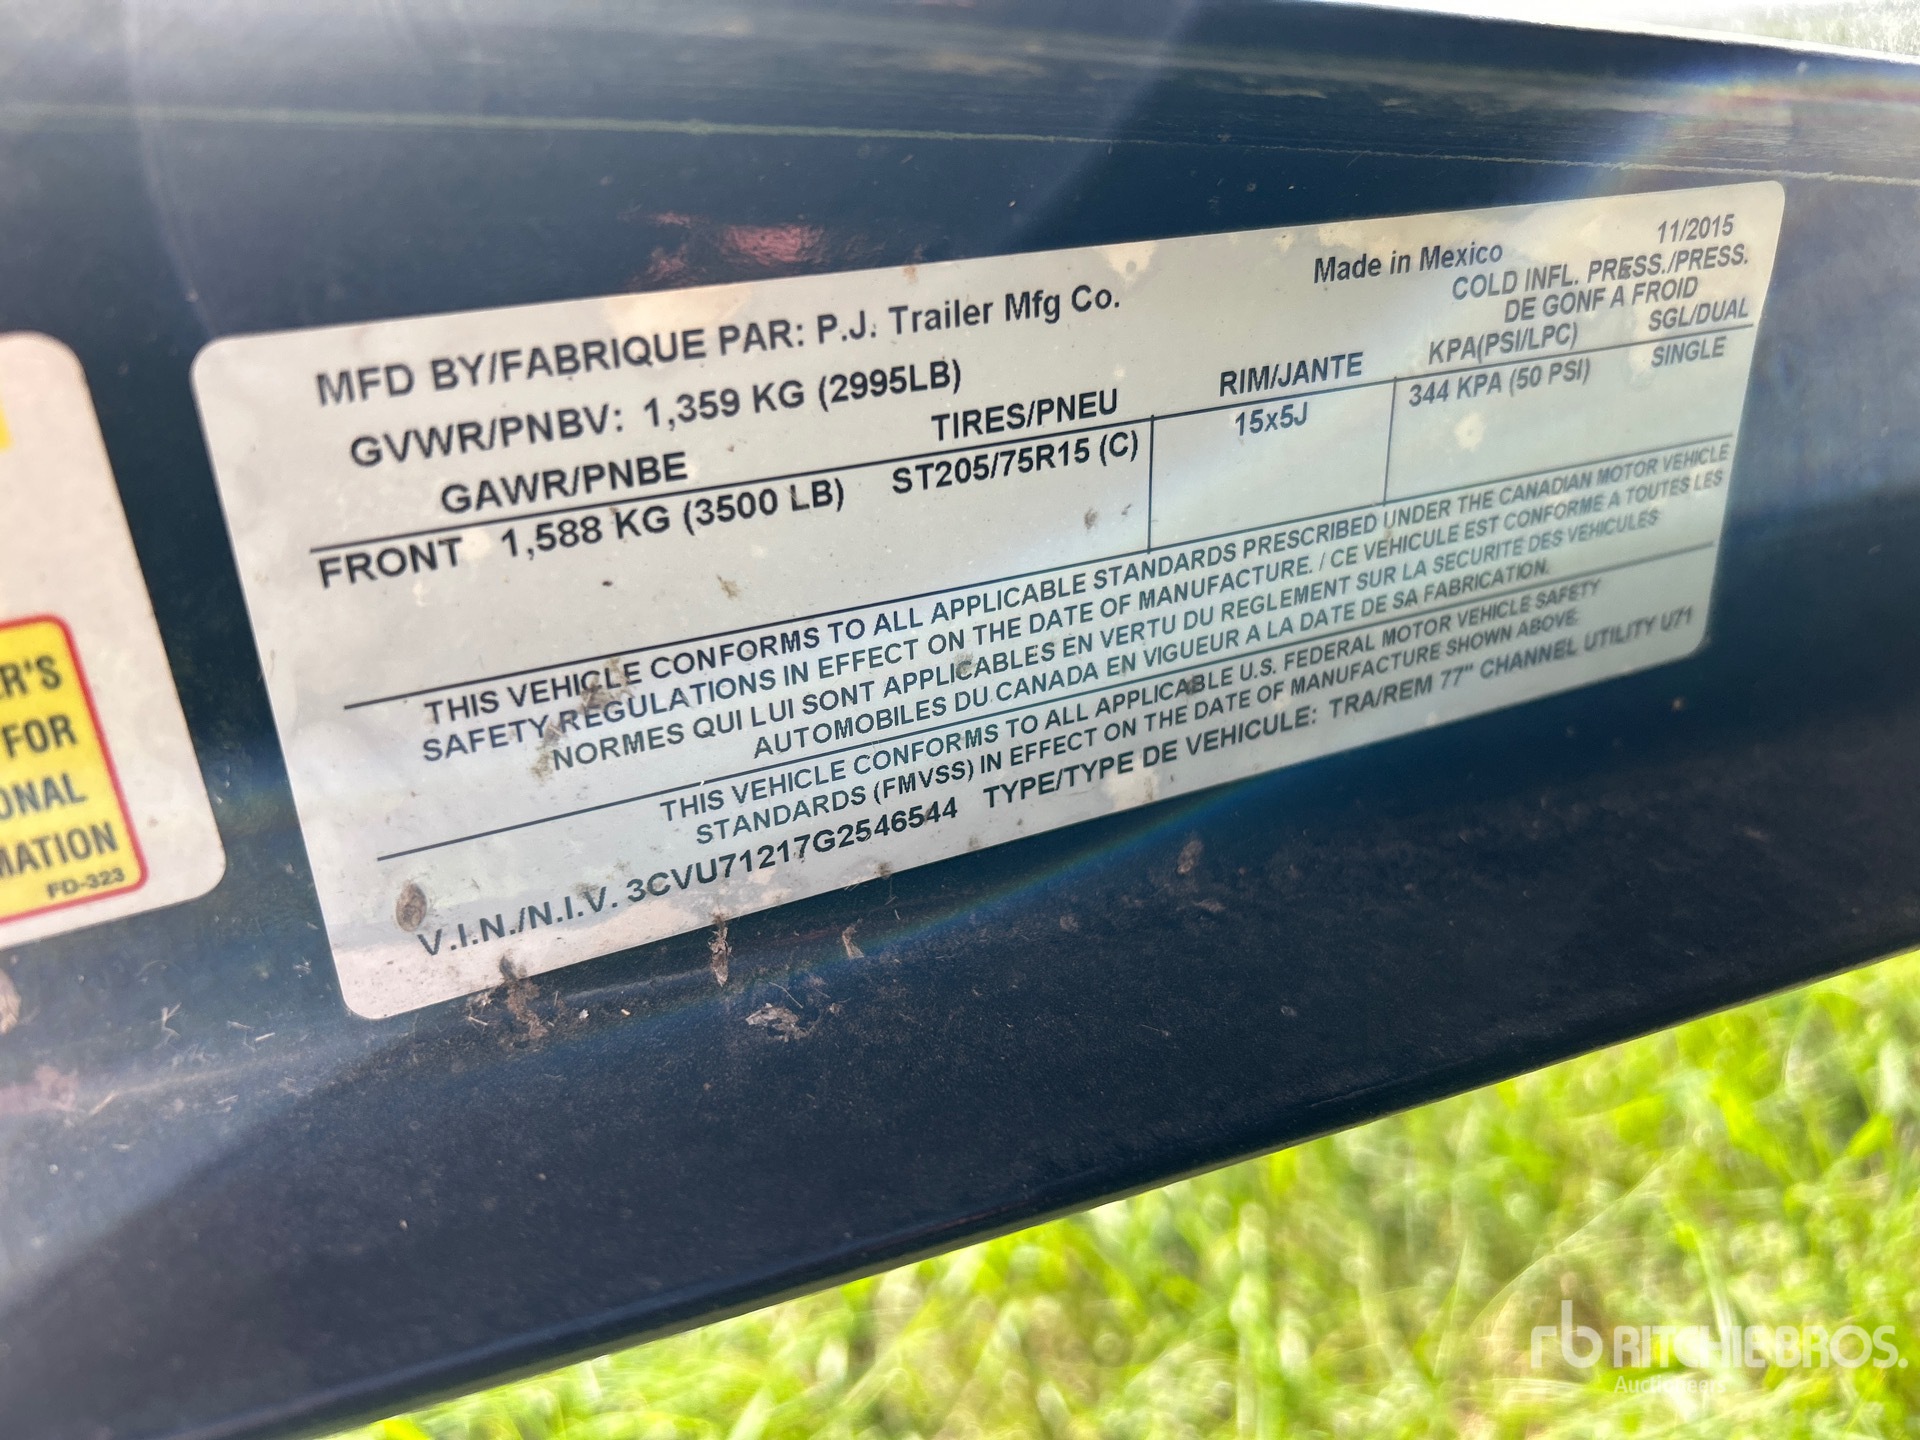 R'S
FOR
ONAL
MATION
FD-323
Made in Mexico 11/2015
MFD BY/FABRIQUE PAR: P.J. Trailer Mfg Co.
COLD INFL. PRESS./PRESS.
DE GONF A FROID
GVWR/PNBV: 1,359 KG (2995LB)
GAWR/PNBE TIRES/PNEU RIM/JANTE KPA(PSI/LPC) SGL/DUAL
FRONT 1,588 KG (3500 LB) ST205/75R15 (C) 15x5J 344 KPA (50 PSI) SINGLE
THIS VEHICLE CONFORMS TO ALL APPLICABLE STANDARDS PRESCRIBED UNDER THE CANADIAN MOTOR VEHICLE
SAFETY REGULATIONS IN EFFECT ON THE DATE OF MANUFACTURE. / CE VEHICULE EST CONFORME A TOUTES LES
NORMES QUI LUI SONT APPLICABLES EN VERTU DU REGLEMENT SUR LA SECURITE DES VEHICULES
AUTOMOBILES DU CANADA EN VIGUEUR A LA DATE DE SA FABRICATION.
THIS VEHICLE CONFORMS TO ALL APPLICABLE U.S. FEDERAL MOTOR VEHICLE SAFETY
STANDARDS (FMVSS) IN EFFECT ON THE DATE OF MANUFACTURE SHOWN ABOVE.
V.I.N./N.I.V. 3CVU71217G2546544 TYPE/TYPE DE VEHICULE: TRA/REM 77" CHANNEL UTILITY U71
rb RITCHIE BROS.
Auctioneers